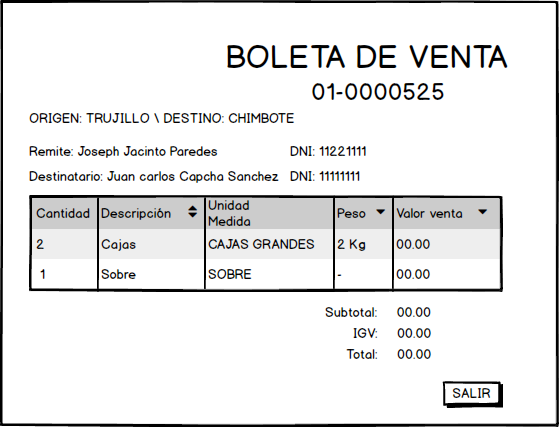 BOLETA DE VENTA
01-0000525
ORIGEN: TRUJILLO \ DESTINO: CHIMBOTE
Remite: Joseph Jacinto Paredes DNI: 11221111
Destinatario: Juan carlos Capcha Sanchez DNI: 11111111
Cantidad Descripción Unidad Medida Peso Valor venta
2 Cajas CAJAS GRANDES 2 Kg 00.00
1 Sobre SOBRE - 00.00
Subtotal: 00.00
IGV: 00.00
Total: 00.00
SALIR